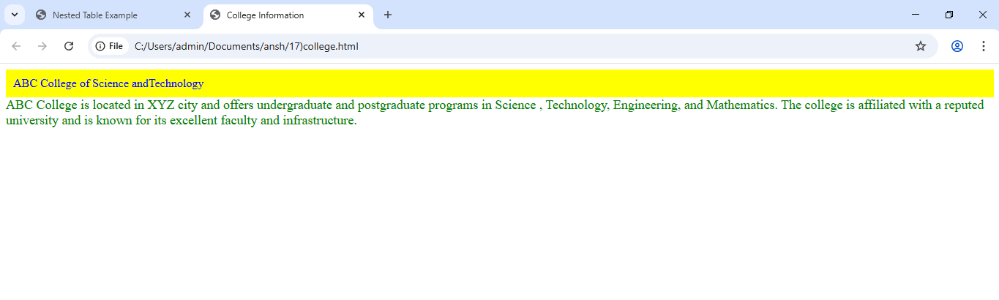 Nested Table Example
College Information
File
C:/Users/admin/Documents/ansh/17)college.html
ABC College of Science andTechnology
ABC College is located in XYZ city and offers undergraduate and postgraduate programs in Science , Technology, Engineering, and Mathematics. The college is affiliated with a reputed
university and is known for its excellent faculty and infrastructure.